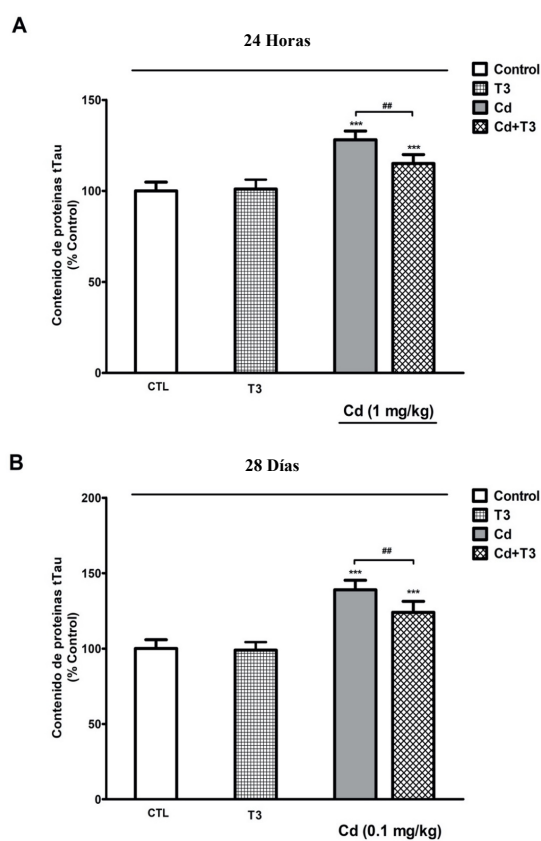 A
24 Horas
Control
T3
Cd
Cd+T3
Contenido de proteinas tTau
(% Control)
150
100
50
0
##
***
***
CTL
T3
Cd (1 mg/kg)
B
28 Días
Control
T3
Cd
Cd+T3
Contenido de proteinas tTau
(% Control)
200
150
100
50
0
##
***
***
CTL
T3
Cd (0.1 mg/kg)